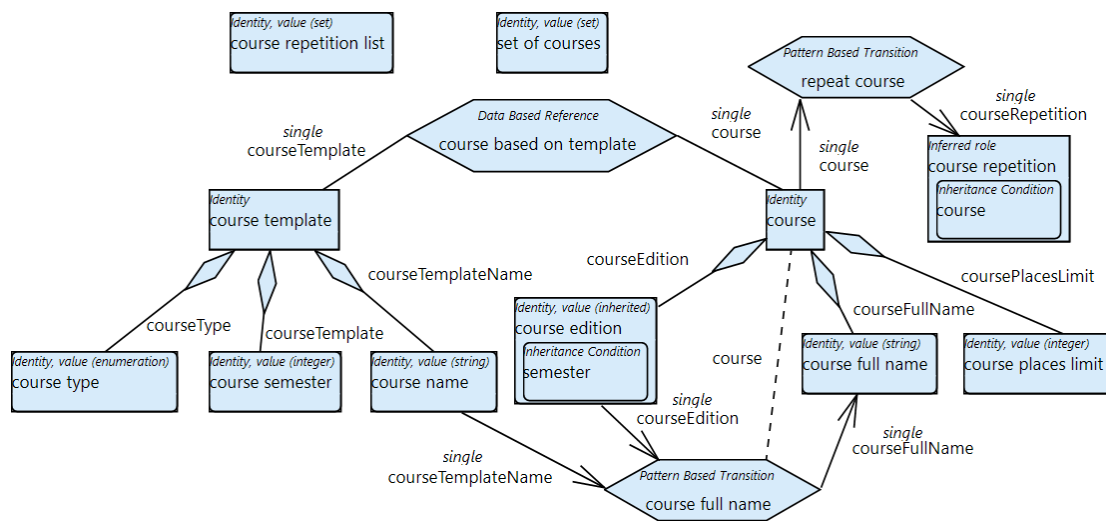 Identity, value (set)
course repetition list
Identity, value (set)
set of courses
Pattern Based Transition
repeat course
single
courseRepetition
Data Based Reference
course based on template
single
courseTemplate
single
course
single
course
Inferred role
course repetition
Inheritance Condition
course
Identity
course template
Identity
course
courseEdition
courseTemplateName
coursePlacesLimit
courseFullName
courseType
courseTemplate
Identity, value (inherited)
course edition
Inheritance Condition
semester
course
Identity, value (enumeration)
course type
Identity, value (integer)
course semester
Identity, value (string)
course name
Identity, value (string)
course full name
Identity, value (integer)
course places limit
single
courseEdition
single
courseTemplateName
single
courseFullName
Pattern Based Transition
course full name